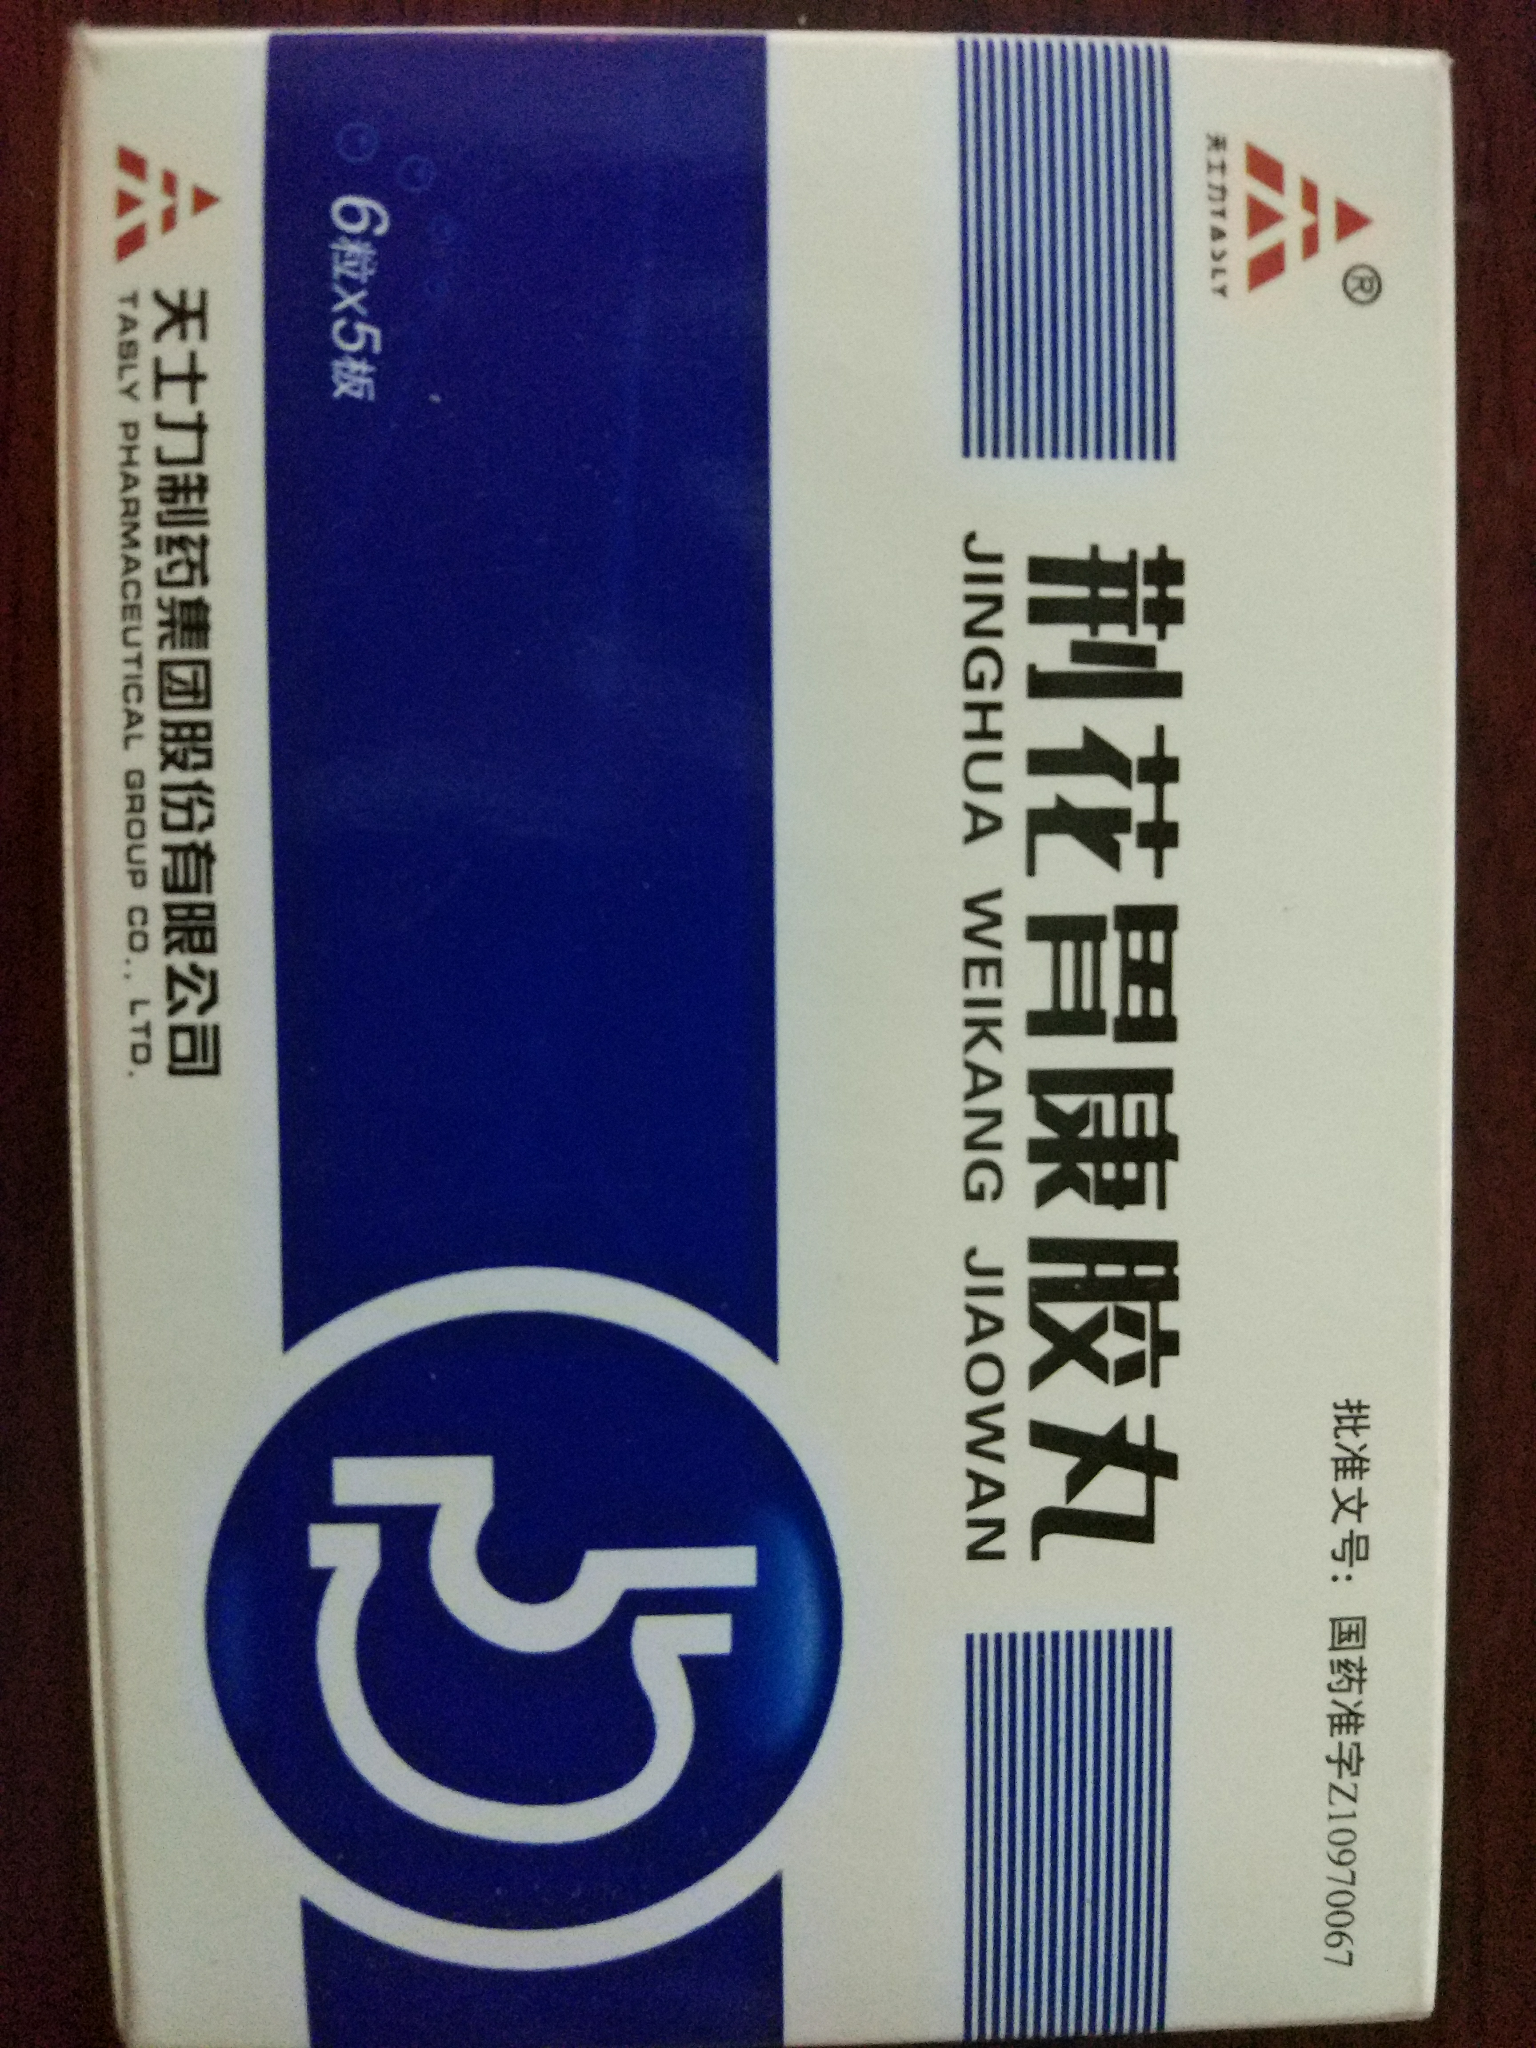 天士力TASLY
®
批准文号：国药准字Z10970067
荆花胃康胶丸
JINGHUA WEIKANG JIAOWAN
6粒x5板
天士力制药集团股份有限公司
TASLY PHARMACEUTICAL GROUP CO., LTD.